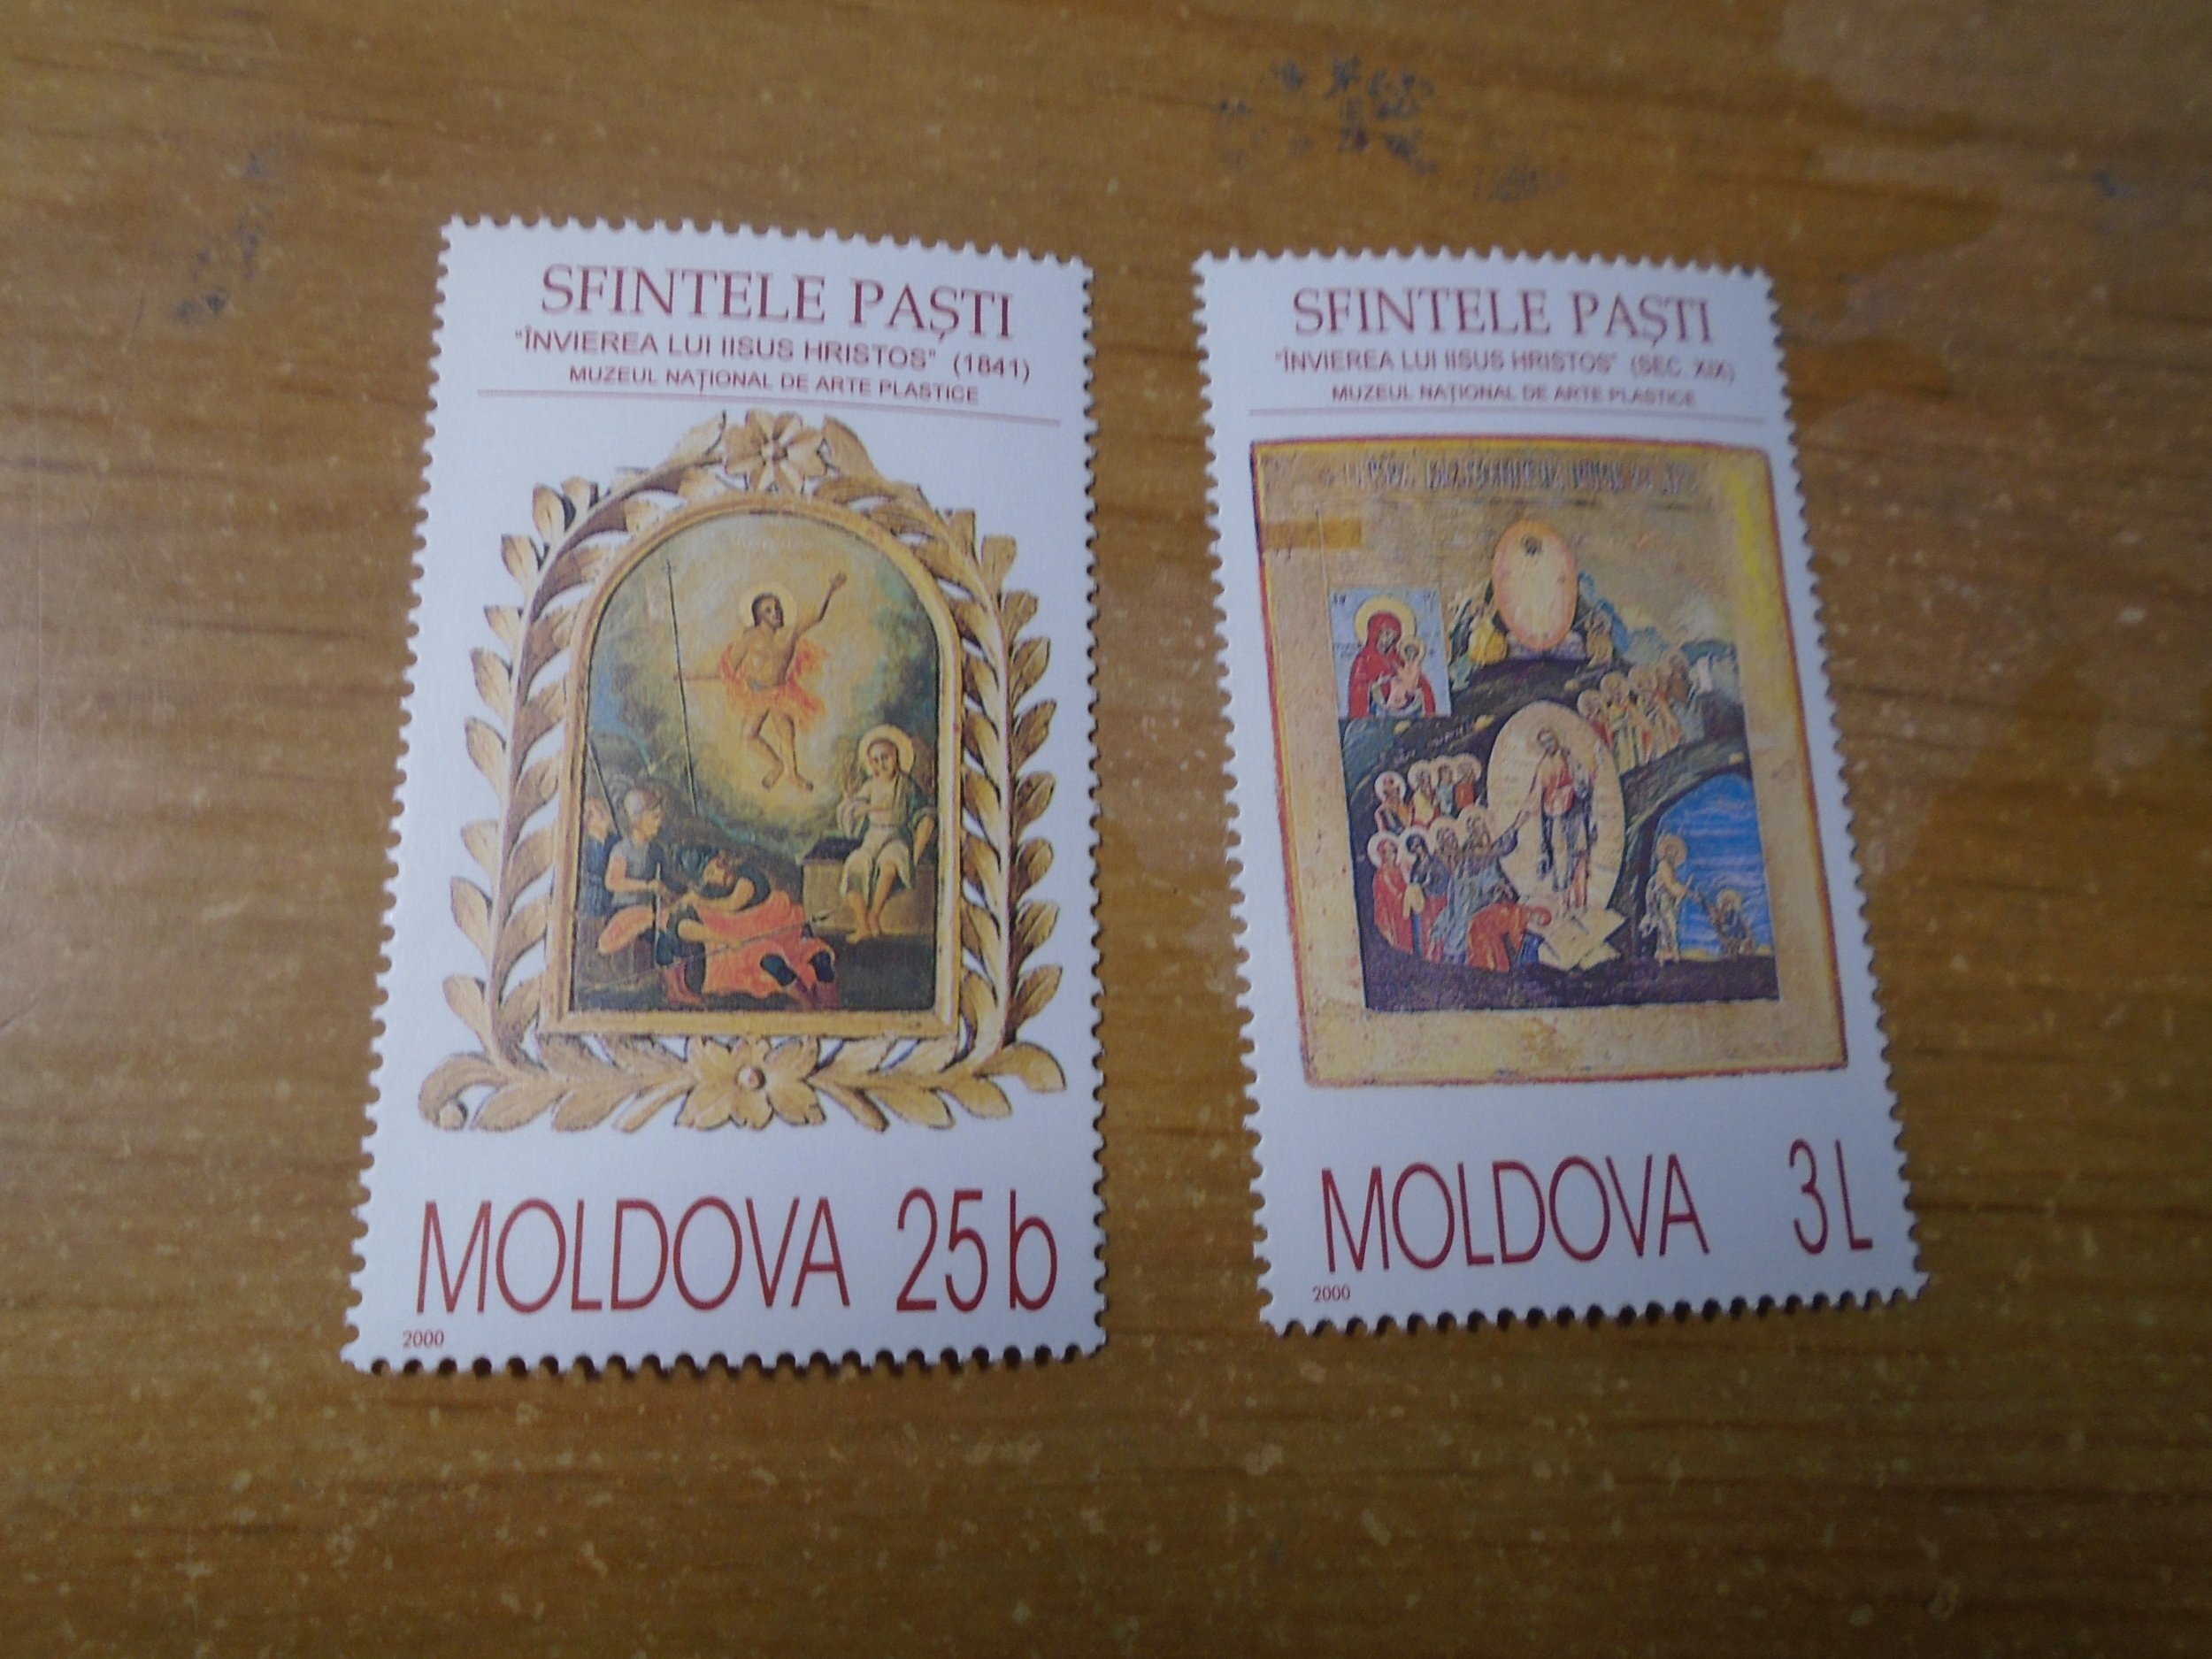 SFINTELE PAȘTI
"ÎNVIEREA LUI IISUS HRISTOS" (1841)
MUZEUL NAȚIONAL DE ARTE PLASTICE
MOLDOVA 25b
2000
SFINTELE PAȘTI
"ÎNVIEREA LUI IISUS HRISTOS" (SEC. XIX)
MUZEUL NAȚIONAL DE ARTE PLASTICE
MOLDOVA 3L
2000